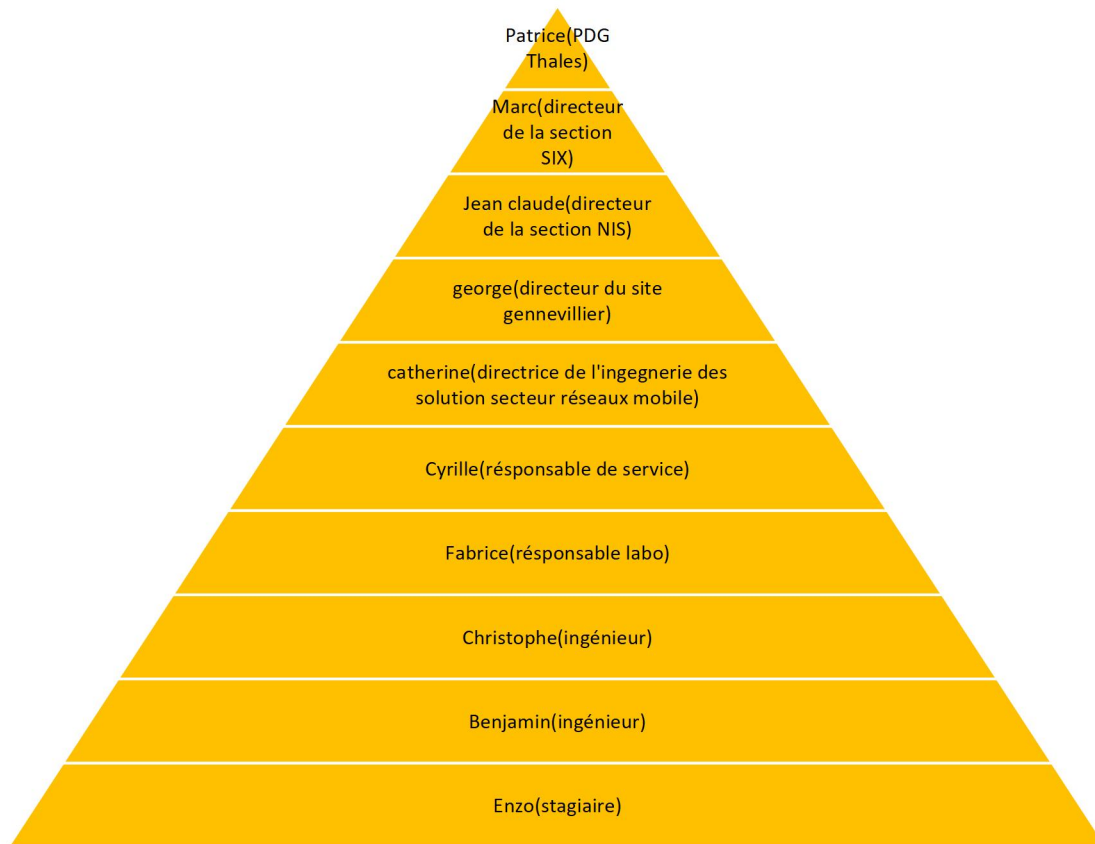 Patrice(PDG
Thales)
Marc(directeur
de la section
SIX)
Jean claude(directeur
de la section NIS)
george(directeur du site
gennevillier)
catherine(directrice de l'ingegnerie des
solution secteur réseaux mobile)
Cyrille(résponsable de service)
Fabrice(résponsable labo)
Christophe(ingénieur)
Benjamin(ingénieur)
Enzo(stagiaire)